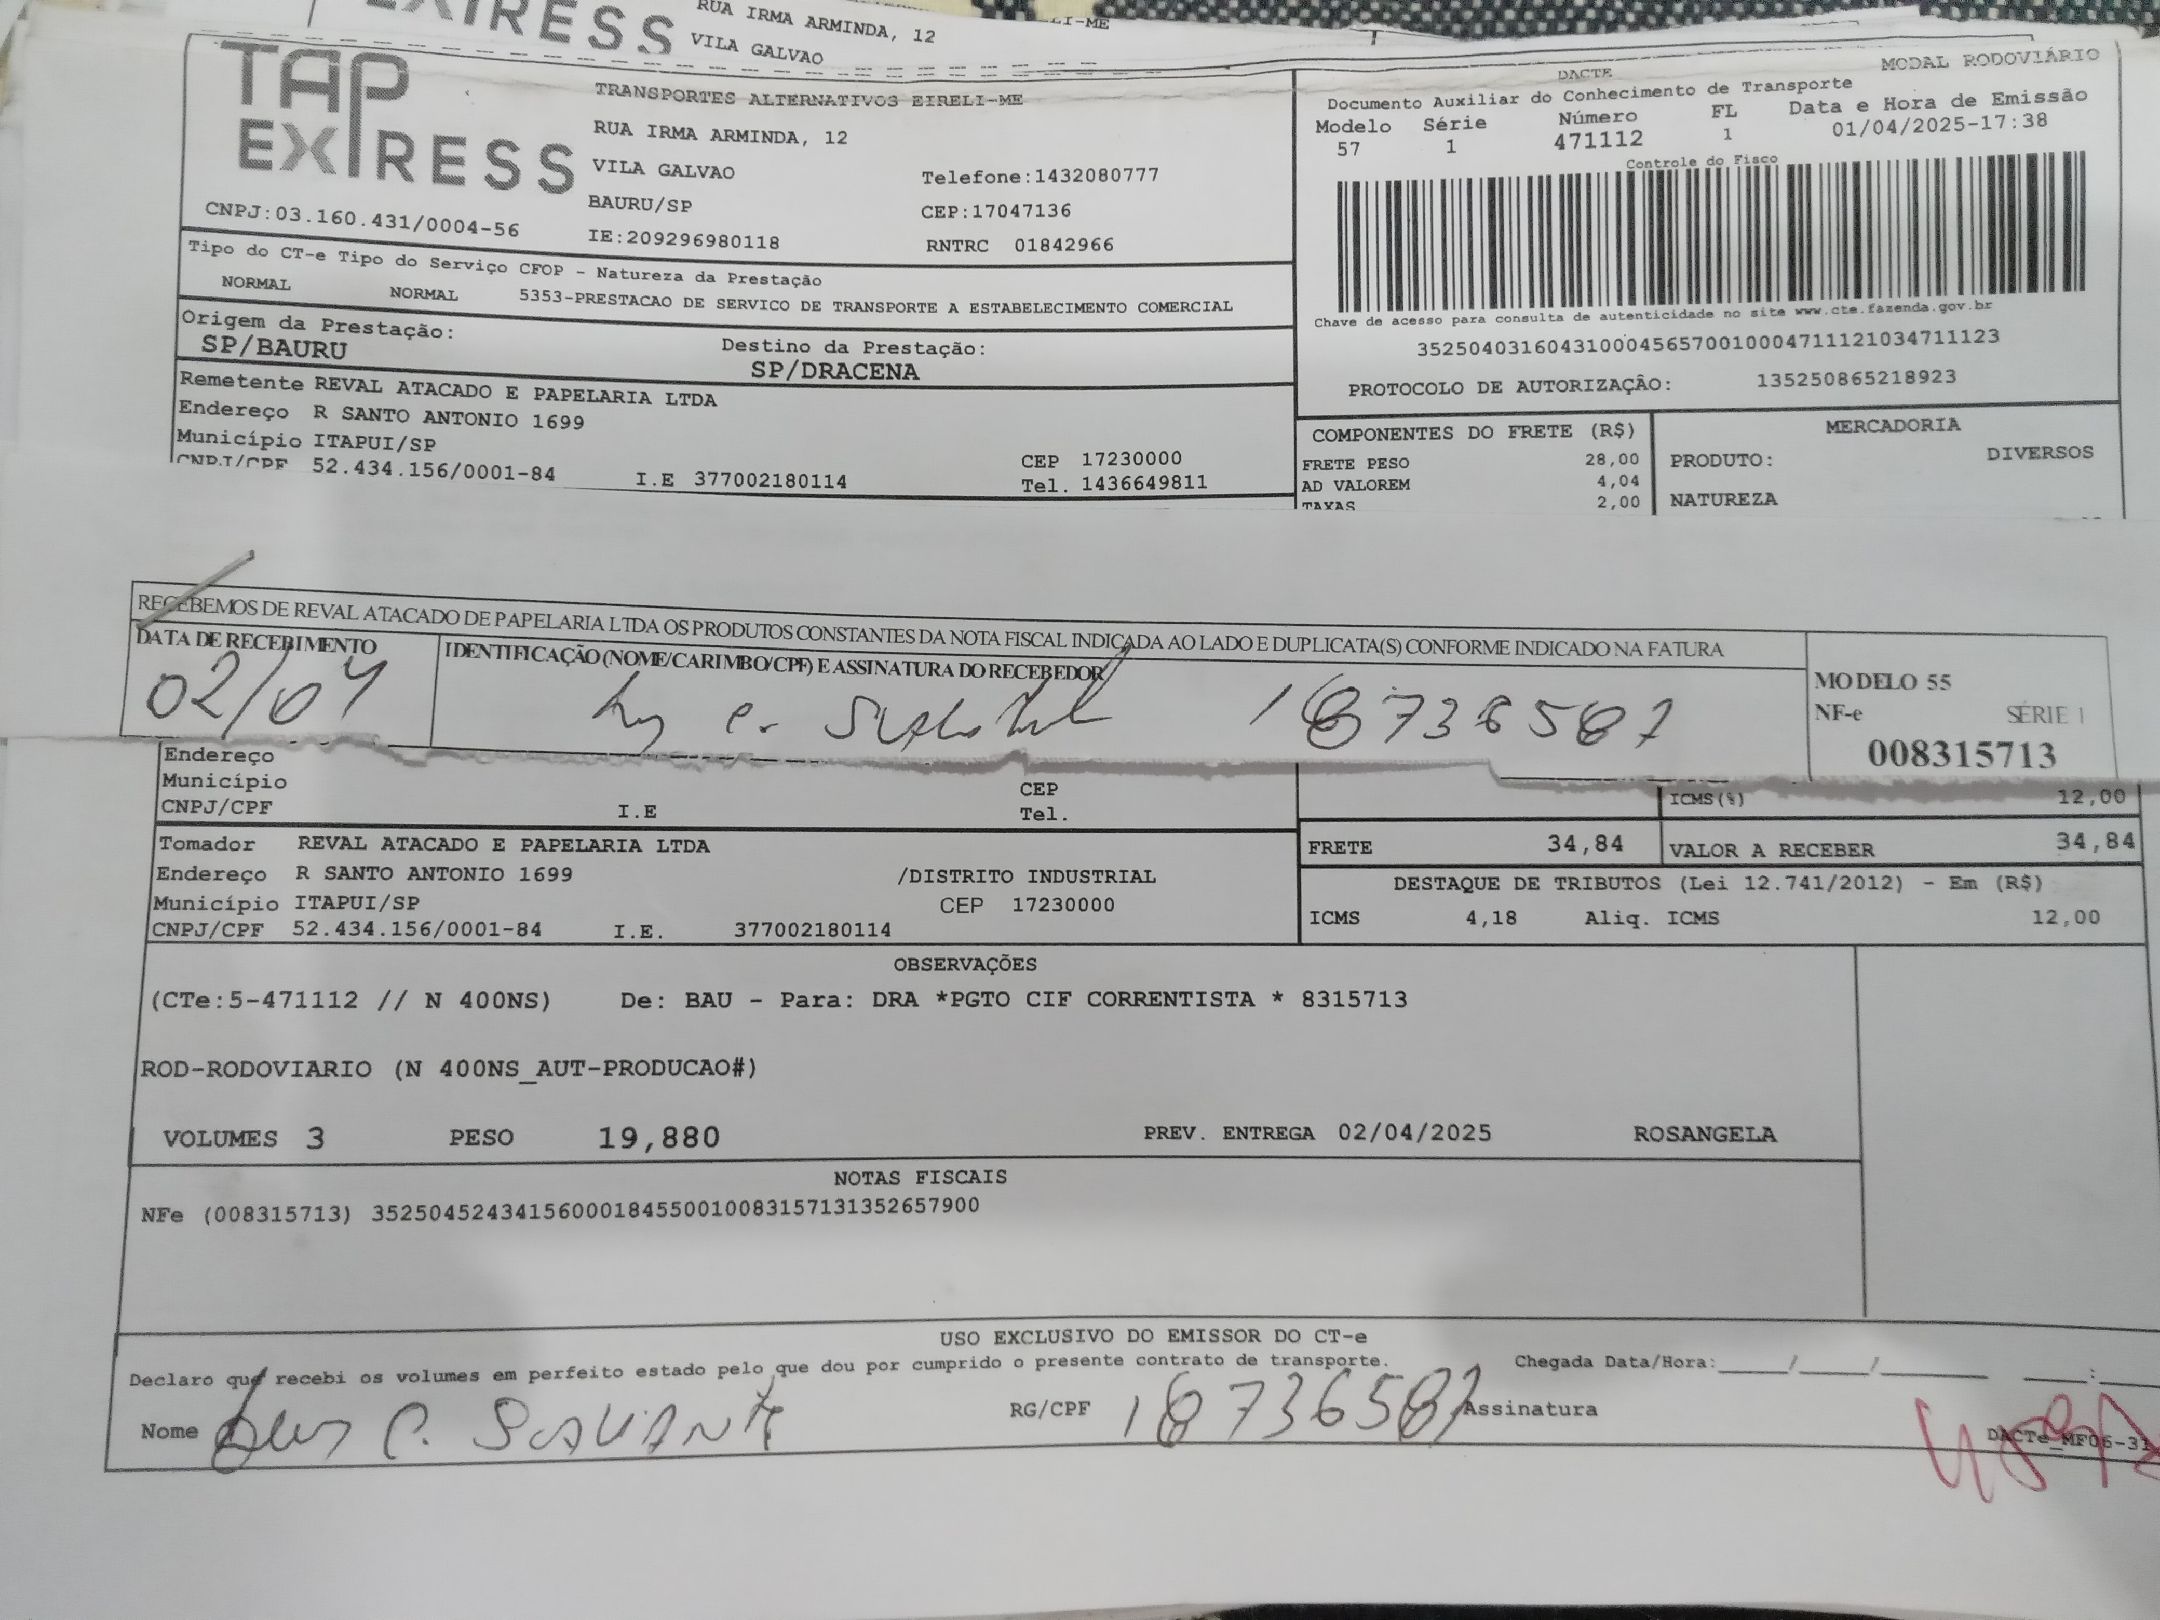 EXPRESS
RUA IRMA ARMINDA, 12
VILA GALVAO
LI-ME
TAP
EXPRESS
TRANSPORTES ALTERNATIVOS EIRELI-ME
RUA IRMA ARMINDA, 12
VILA GALVAO
Telefone:1432080777
BAURU/SP
CEP:17047136
CNPJ:03.160.431/0004-56
IE:209296980118
RNTRC 01842966
DACTE
MODAL RODOVIÁRIO
Documento Auxiliar do Conhecimento de Transporte
Modelo Série Número FL Data e Hora de Emissão
57 1 471112 1 01/04/2025-17:38
Controle do Fisco
Chave de acesso para consulta de autenticidade no site www.cte.fazenda.gov.br
35250403160431000456570010004711121034711123
PROTOCOLO DE AUTORIZAÇÃO: 135250865218923
Tipo do CT-e Tipo do Serviço CFOP - Natureza da Prestação
NORMAL NORMAL 5353-PRESTACAO DE SERVICO DE TRANSPORTE A ESTABELECIMENTO COMERCIAL
Origem da Prestação:
SP/BAURU
Destino da Prestação:
SP/DRACENA
Remetente REVAL ATACADO E PAPELARIA LTDA
Endereço R SANTO ANTONIO 1699
Município ITAPUI/SP
CEP 17230000
CNPJ/CPF 52.434.156/0001-84 I.E 377002180114 Tel. 1436649811
COMPONENTES DO FRETE (R$)
FRETE PESO 28,00
AD VALOREM 4,04
TAXAS 2,00
MERCADORIA
PRODUTO: DIVERSOS
NATUREZA
RECEBEMOS DE REVAL ATACADO DE PAPELARIA LTDA OS PRODUTOS CONSTANTES DA NOTA FISCAL INDICADA AO LADO E DUPLICATA(S) CONFORME INDICADO NA FATURA
DATA DE RECEBIMENTO
02/04
IDENTIFICAÇÃO (NOME/CARIMBO/CPF) E ASSINATURA DO RECEBEDOR
18736587
MODELO 55
NF-e SÉRIE 1
008315713
Endereço
Município
CEP
CNPJ/CPF I.E Tel.
ICMS(%) 12,00
Tomador REVAL ATACADO E PAPELARIA LTDA
Endereço R SANTO ANTONIO 1699 /DISTRITO INDUSTRIAL
Município ITAPUI/SP CEP 17230000
CNPJ/CPF 52.434.156/0001-84 I.E. 377002180114
FRETE 34,84 VALOR A RECEBER 34,84
DESTAQUE DE TRIBUTOS (Lei 12.741/2012) - Em (R$)
ICMS 4,18 Aliq. ICMS 12,00
OBSERVAÇÕES
(CTe:5-471112 // N 400NS) De: BAU - Para: DRA *PGTO CIF CORRENTISTA * 8315713
ROD-RODOVIARIO (N 400NS_AUT-PRODUCAO#)
VOLUMES 3 PESO 19,880 PREV. ENTREGA 02/04/2025 ROSANGELA
NOTAS FISCAIS
NFe (008315713) 35250452434156000184550010083157131352657900
USO EXCLUSIVO DO EMISSOR DO CT-e
Declaro que recebi os volumes em perfeito estado pelo que dou por cumprido o presente contrato de transporte. Chegada Data/Hora:____/____/______ ____:
Nome RG/CPF 18736587 Assinatura
DACTe_MF06-31